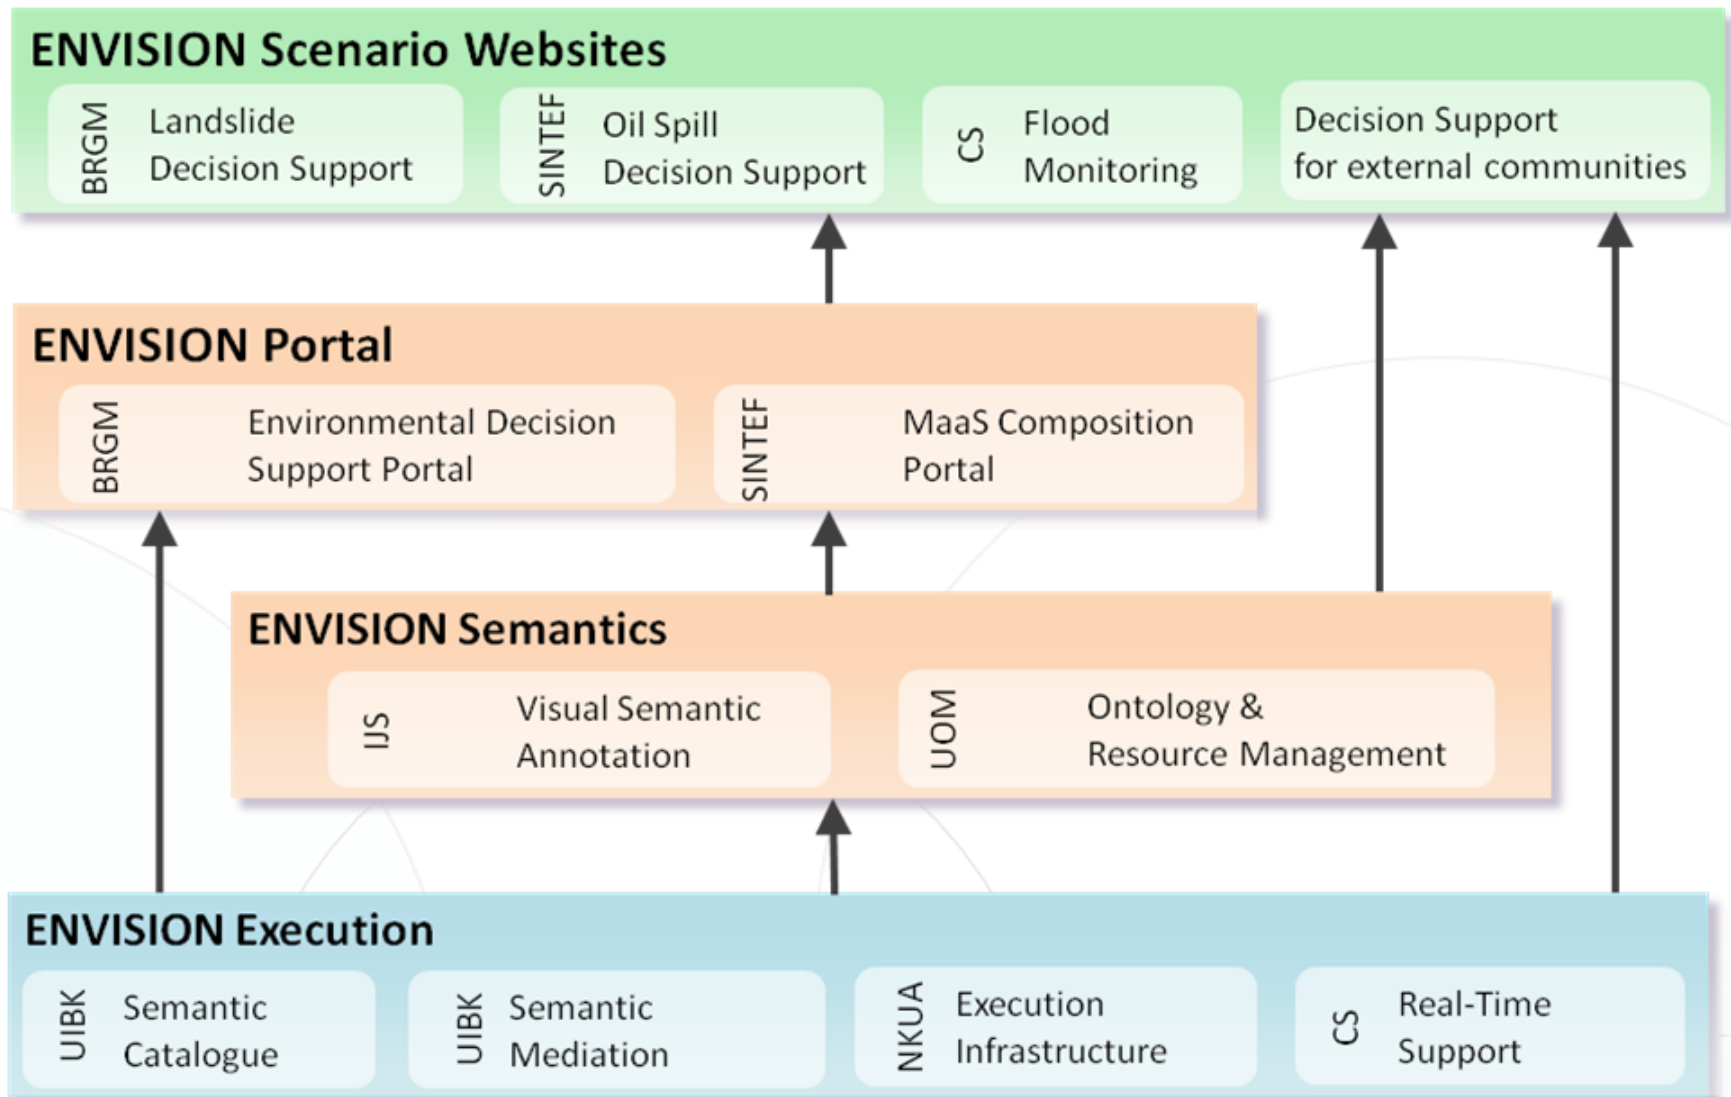 ENVISION Scenario Websites
BRGM
Landslide
Decision Support
SINTEF
Oil Spill
Decision Support
CS
Flood
Monitoring
Decision Support
for external communities
ENVISION Portal
BRGM
Environmental Decision
Support Portal
SINTEF
MaaS Composition
Portal
ENVISION Semantics
IJS
Visual Semantic
Annotation
UOM
Ontology &
Resource Management
ENVISION Execution
UIBK
Semantic
Catalogue
UIBK
Semantic
Mediation
NKUA
Execution
Infrastructure
CS
Real-Time
Support